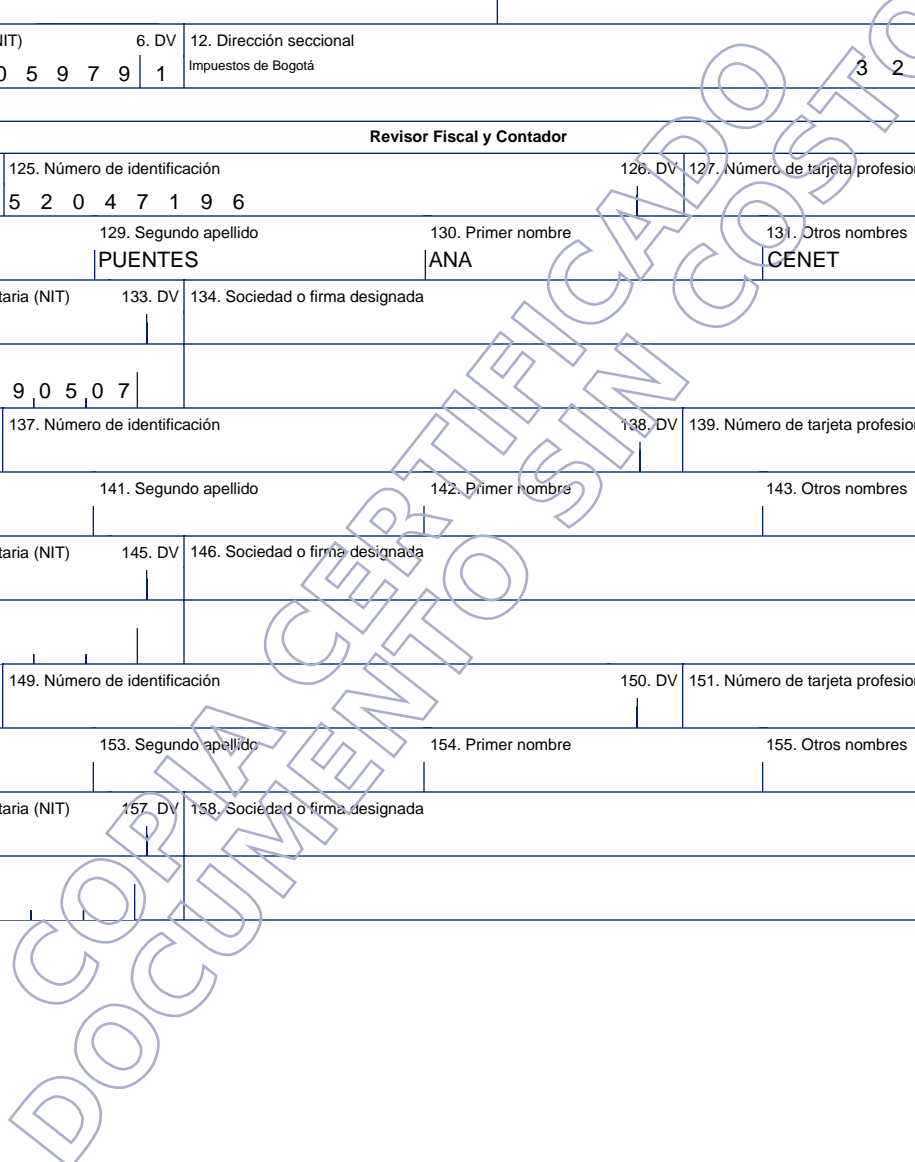 NIT) 6. DV 12. Dirección seccional
0 5 9 7 9 1 Impuestos de Bogotá 3 2
Revisor Fiscal y Contador
125. Número de identificación 126. DV 127. Número de tarjeta profesion
5 2 0 4 7 1 9 6
129. Segundo apellido 130. Primer nombre 131. Otros nombres
PUENTES ANA CENET
taria (NIT) 133. DV 134. Sociedad o firma designada
9 0 5 0 7
137. Número de identificación 138. DV 139. Número de tarjeta profesion
141. Segundo apellido 142. Primer nombre 143. Otros nombres
taria (NIT) 145. DV 146. Sociedad o firma designada
149. Número de identificación 150. DV 151. Número de tarjeta profesion
153. Segundo apellido 154. Primer nombre 155. Otros nombres
taria (NIT) 157. DV 158. Sociedad o firma designada
COPIA CERTIFICADO
DOCUMENTO SIN COSTO